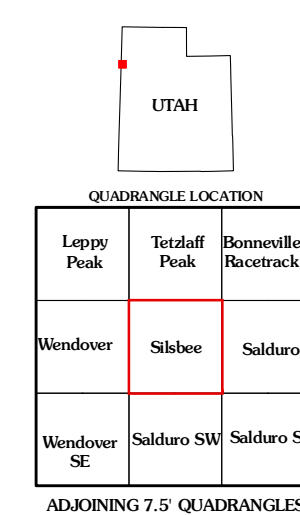 UTAH
QUADRANGLE LOCATION
Leppy
Peak
Tetzlaff
Peak
Bonneville
Racetrack
Wendover
Silsbee
Salduro
Wendover
SE
Salduro SW
Salduro S
ADJOINING 7.5' QUADRANGLES